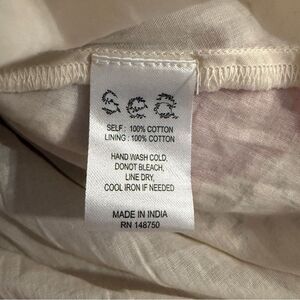 Sea
SELF : 100% COTTON
LINING : 100% COTTON
HAND WASH COLD,
DONOT BLEACH,
LINE DRY,
COOL IRON IF NEEDED
MADE IN INDIA
RN 148750